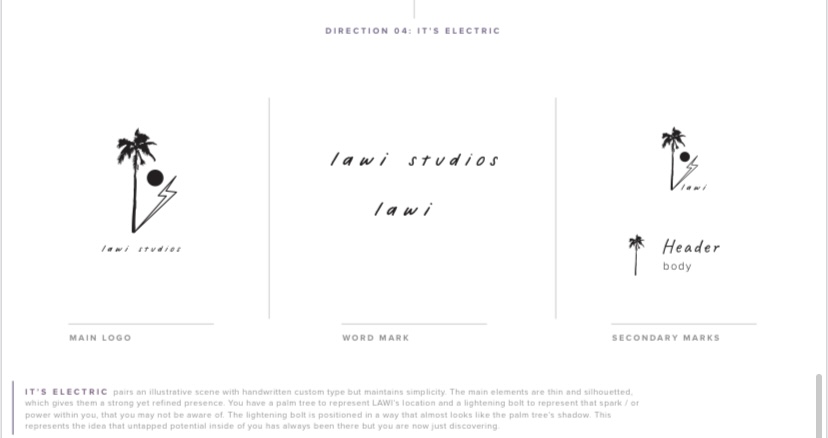 DIRECTION 04: IT'S ELECTRIC
lawi studios
lawi studios
lawi
lawi
Header
body
MAIN LOGO
WORD MARK
SECONDARY MARKS
IT'S ELECTRIC pairs an illustrative scene with handwritten custom type but maintains simplicity. The main elements are thin and silhouetted,
which gives them a strong yet refined presence. You have a palm tree to represent LAWI's location and a lightening bolt to represent that spark / or
power within you, that you may not be aware of. The lightening bolt is positioned in a way that almost looks like the palm tree's shadow. This
represents the idea that untapped potential inside of you has always been there but you are now just discovering.